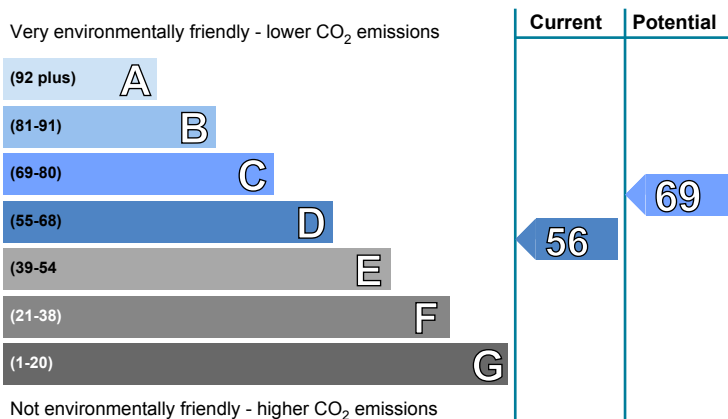 Current Potential
Very environmentally friendly - lower CO2 emissions
(92 plus) A
(81-91) B
(69-80) C
69
(55-68) D
56
(39-54 E
(21-38) F
(1-20) G
Not environmentally friendly - higher CO2 emissions